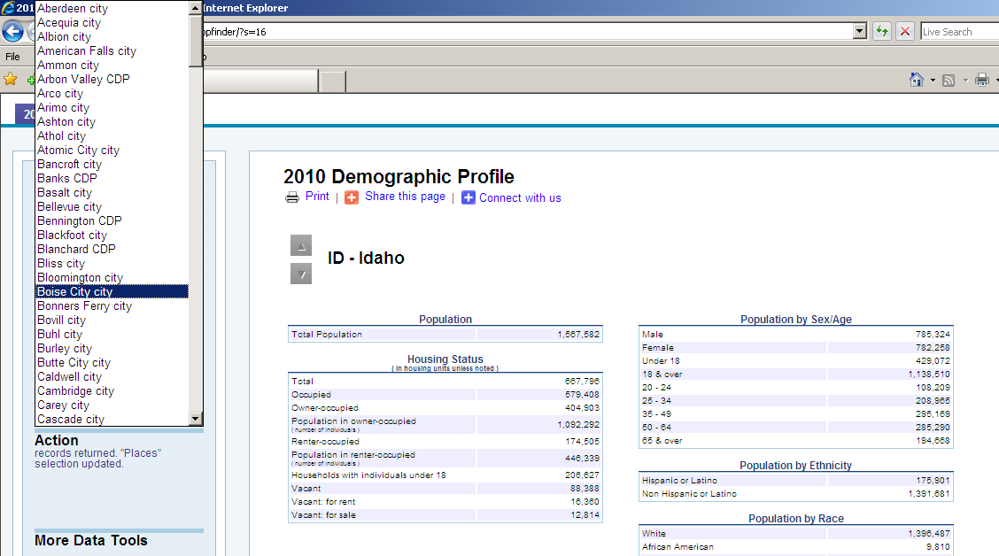 201
Internet Explorer
opfinder/?s=16
Live Search
File
20
Aberdeen city
Acequia city
Albion city
American Falls city
Ammon city
Arbon Valley CDP
Arco city
Arimo city
Ashton city
Athol city
Atomic City city
Bancroft city
Banks CDP
Basalt city
Bellevue city
Bennington CDP
Blackfoot city
Blanchard CDP
Bliss city
Bloomington city
Boise City city
Bonners Ferry city
Bovill city
Buhl city
Burley city
Butte City city
Caldwell city
Cambridge city
Carey city
Cascade city
Action
records returned. "Places"
selection updated.
More Data Tools
2010 Demographic Profile
Print | Share this page | Connect with us
ID - Idaho
Population
Total Population 1,567,582
Housing Status
( in housing units unless noted )
Total 667,796
Occupied 579,408
Owner-occupied 404,903
Population in owner-occupied
( number of individuals ) 1,092,292
Renter-occupied 174,505
Population in renter-occupied
( number of individuals ) 446,339
Households with individuals under 18 206,627
Vacant 88,388
Vacant: for rent 16,360
Vacant: for sale 12,814
Population by Sex/Age
Male 785,324
Female 782,258
Under 18 429,072
18 & over 1,138,510
20 - 24 108,209
25 - 34 208,965
35 - 49 295,169
50 - 64 285,290
65 & over 194,668
Population by Ethnicity
Hispanic or Latino 175,901
Non Hispanic or Latino 1,391,681
Population by Race
White 1,396,487
African American 9,810